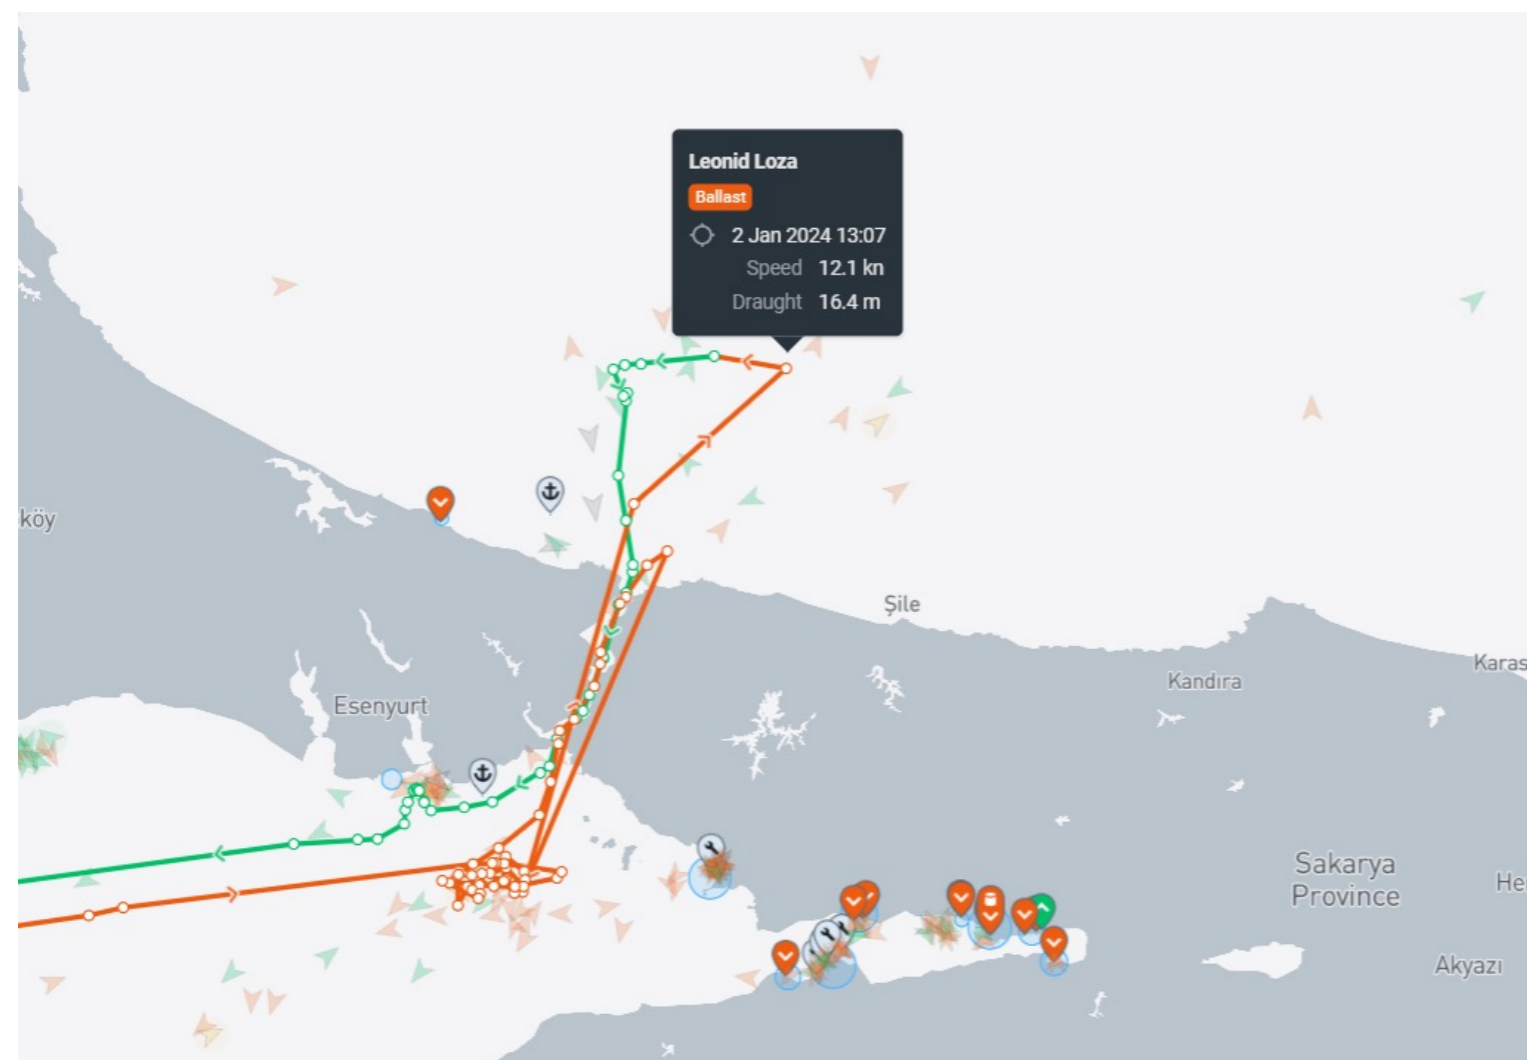 Leonid Loza
Ballast
2 Jan 2024 13:07
Speed 12.1 kn
Draught 16.4 m
köy
Şile
Karas
Kandıra
Esenyurt
Sakarya
Province
He
Akyazı